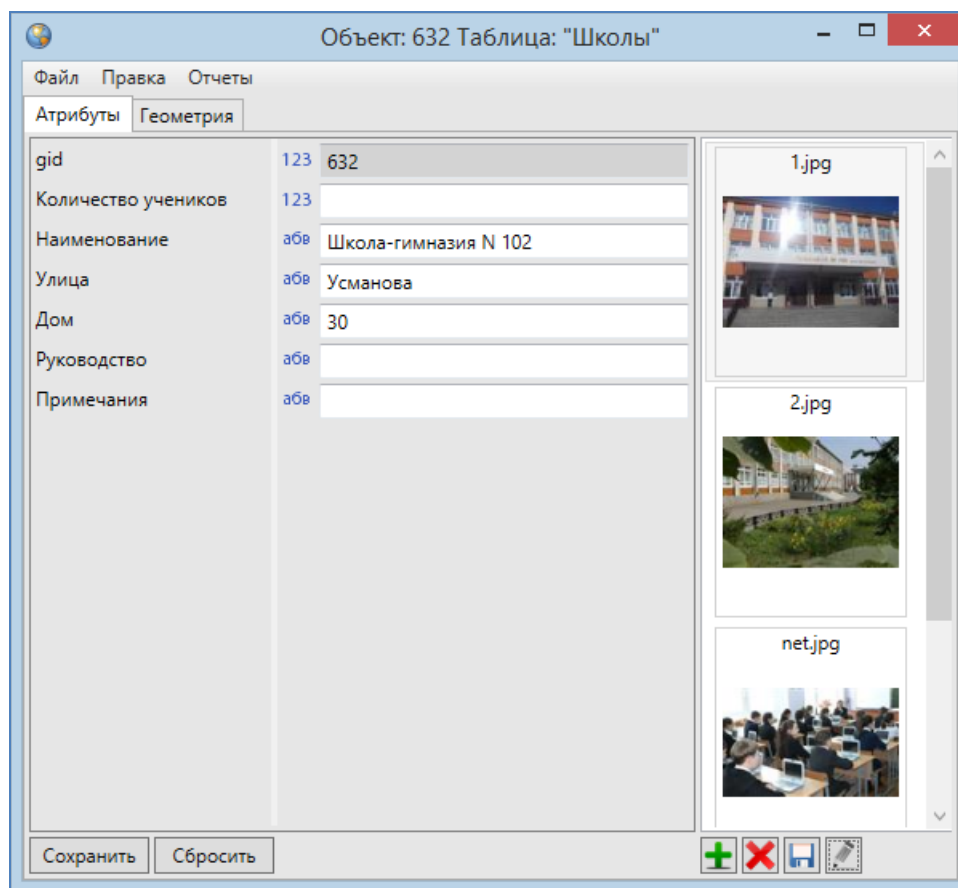 Объект: 632 Таблица: "Школы"
Файл Правка Отчеты
Атрибуты Геометрия
gid 123 632
Количество учеников 123
Наименование абв Школа-гимназия N 102
Улица абв Усманова
Дом абв 30
Руководство абв
Примечания абв
1.jpg
2.jpg
net.jpg
Сохранить Сбросить